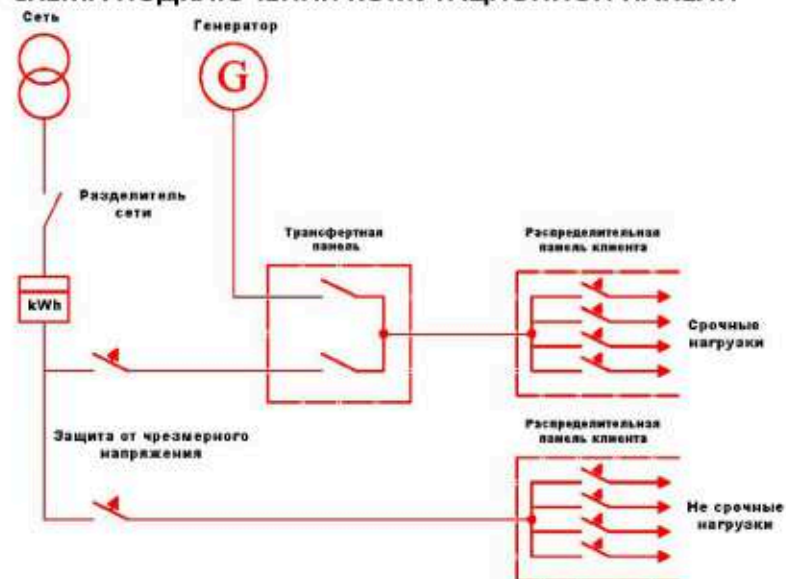 Сеть
Генератор
G
Разделитель
сети
Трансфертная
панель
Распределительная
панель клиента
kWh
Срочные
нагрузки
Защита от чрезмерного
напряжения
Распределительная
панель клиента
Не срочные
нагрузки